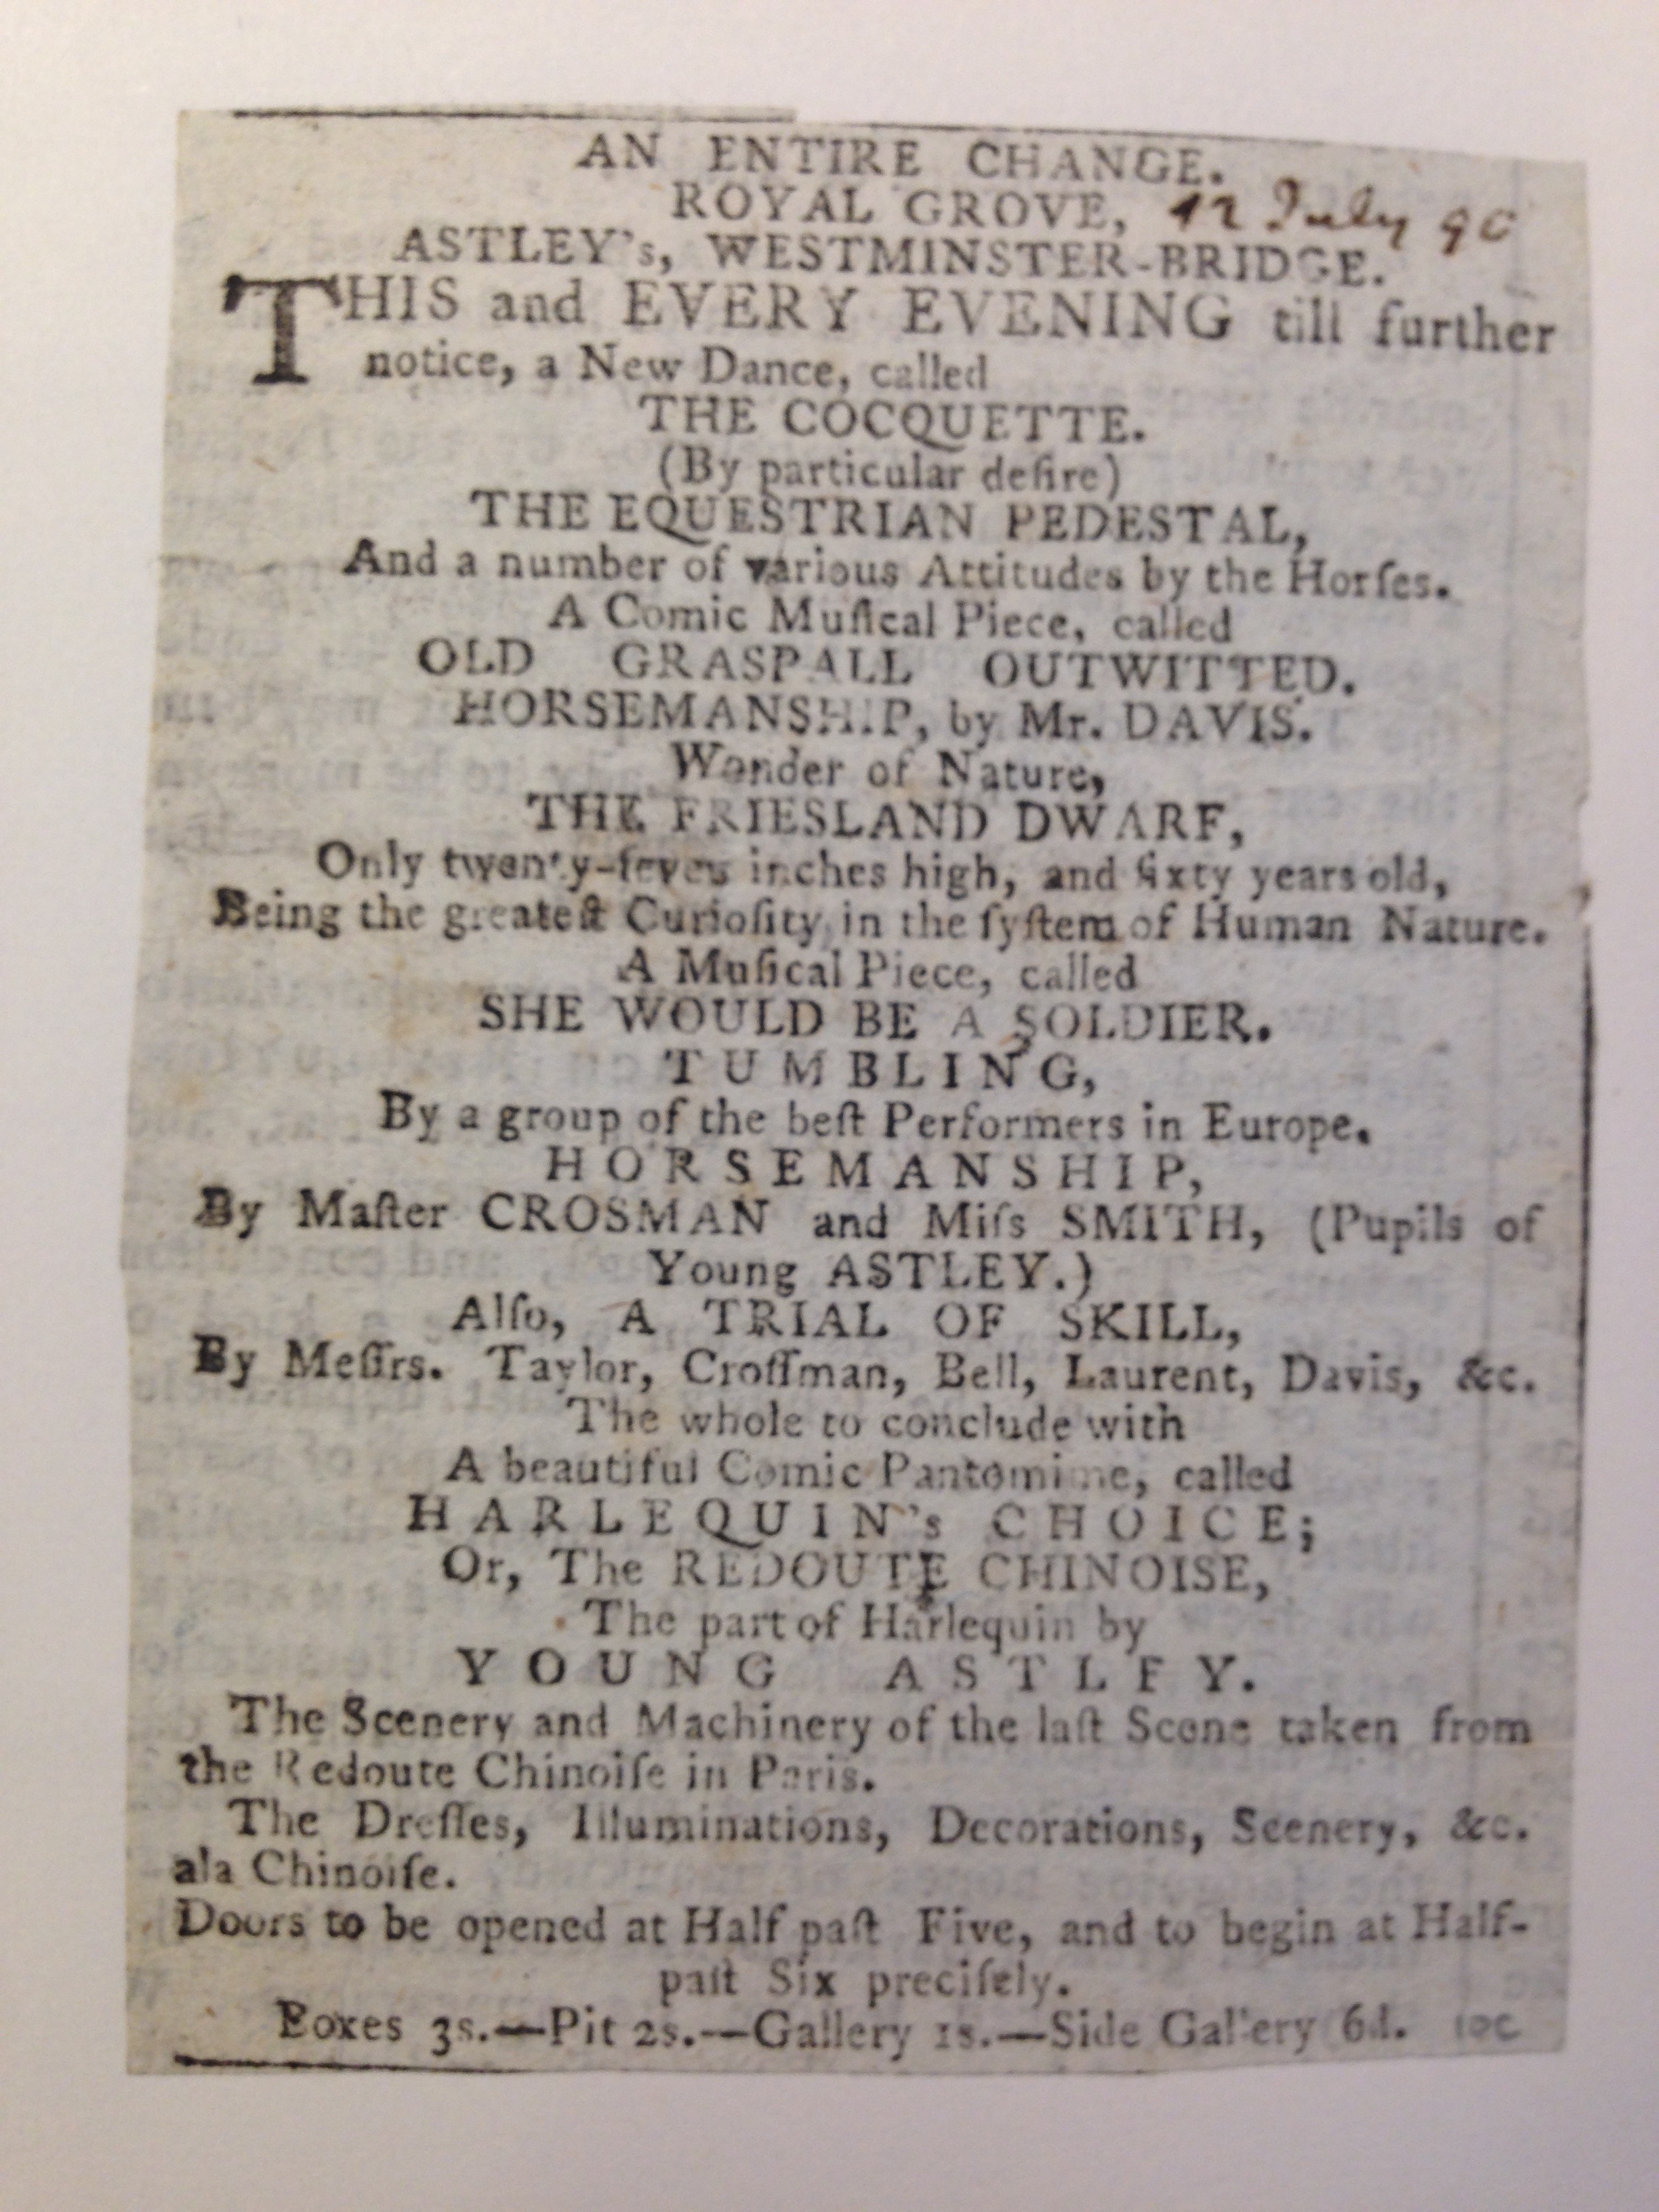 AN ENTIRE CHANGE.
ROYAL GROVE, 12 July 90
ASTLEY's, WESTMINSTER-BRIDGE.
THIS and EVERY EVENING till further
notice, a New Dance, called
THE COCQUETTE.
(By particular deſire)
THE EQUESTRIAN PEDESTAL,
And a number of various Attitudes by the Horſes.
A Comic Muſical Piece, called
OLD GRASPALL OUTWITTED.
HORSEMANSHIP, by Mr. DAVIS.
Wonder of Nature,
THE FRIESLAND DWARF,
Only twenty-ſeven inches high, and ſixty years old,
Being the greateſt Curioſity in the ſyſtem of Human Nature.
A Muſical Piece, called
SHE WOULD BE A SOLDIER.
TUMBLING,
By a group of the beſt Performers in Europe.
HORSEMANSHIP,
By Maſter CROSMAN and Miſs SMITH, (Pupils of
Young ASTLEY.)
Alſo, A TRIAL OF SKILL,
By Meſſrs. Taylor, Croſſman, Bell, Laurent, Davis, &c.
The whole to conclude with
A beautiful Comic Pantomime, called
HARLEQUIN's CHOICE;
Or, The REDOUTE CHINOISE,
The part of Harlequin by
YOUNG ASTLEY.
The Scenery and Machinery of the laſt Scene taken from
the Redoute Chinoiſe in Paris.
The Dreſſes, Illuminations, Decorations, Scenery, &c.
ala Chinoiſe.
Doors to be opened at Half paſt Five, and to begin at Half-
paſt Six preciſely.
Boxes 3s.—Pit 2s.—Gallery 1s.—Side Gallery 6d.